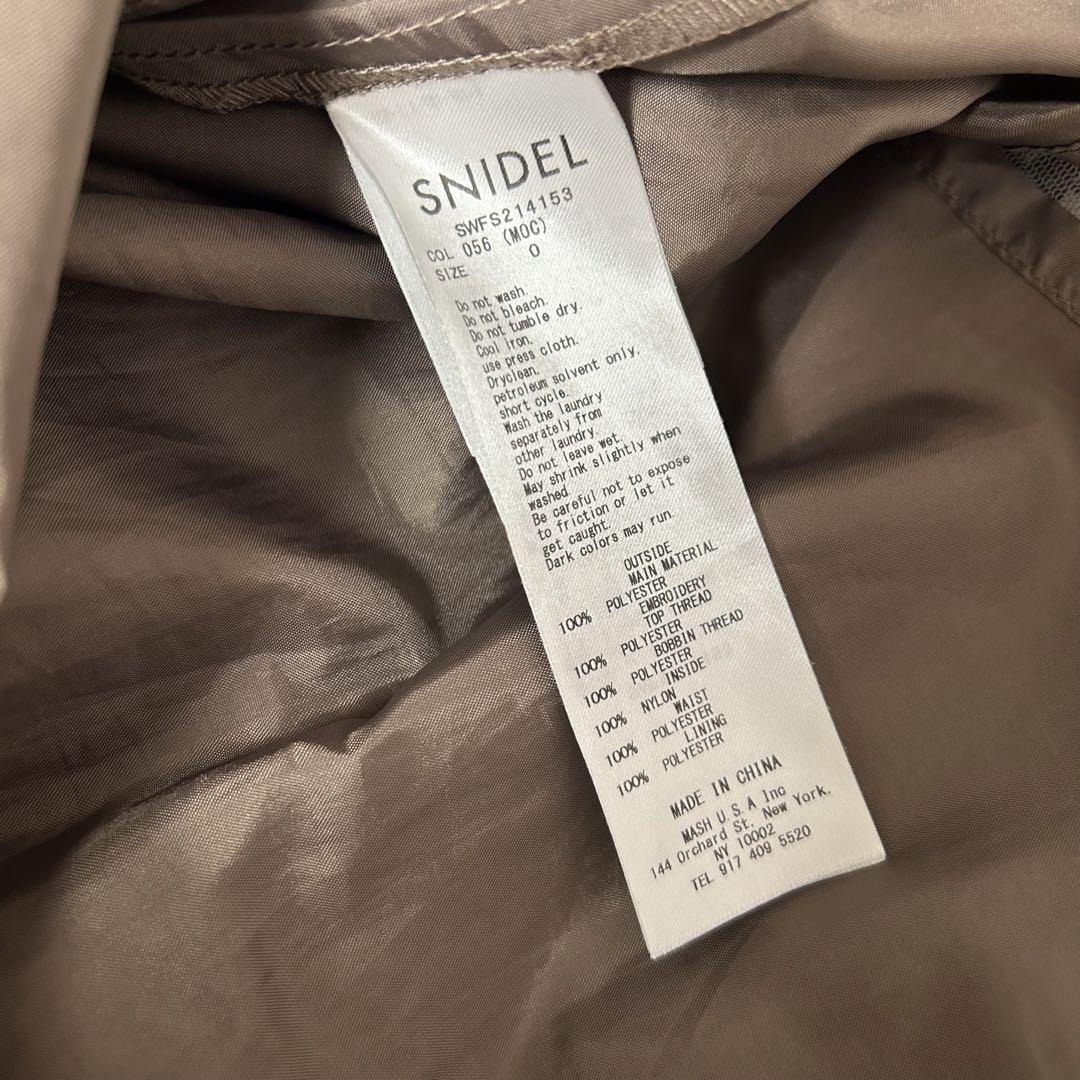 SNIDEL
SWFS214153
COL 056 (MOC)
SIZE 0
Do not wash.
Do not bleach.
Do not tumble dry.
Cool iron.
use press cloth.
Dryclean.
petroleum solvent only.
short cycle.
Wash the laundry
separately from
other laundry.
Do not leave wet.
May shrink slightly when
washed.
Be careful not to expose
to friction or let it
get caught.
Dark colors may run.
OUTSIDE
MAIN MATERIAL
100% POLYESTER
EMBROIDERY
TOP THREAD
100% POLYESTER
BOBBIN THREAD
100% POLYESTER
INSIDE
100% NYLON
WAIST
100% POLYESTER
LINING
100% POLYESTER
MADE IN CHINA
MASH U.S.A Inc
144 Orchard St. New York.
NY 10002
TEL 917 409 5520